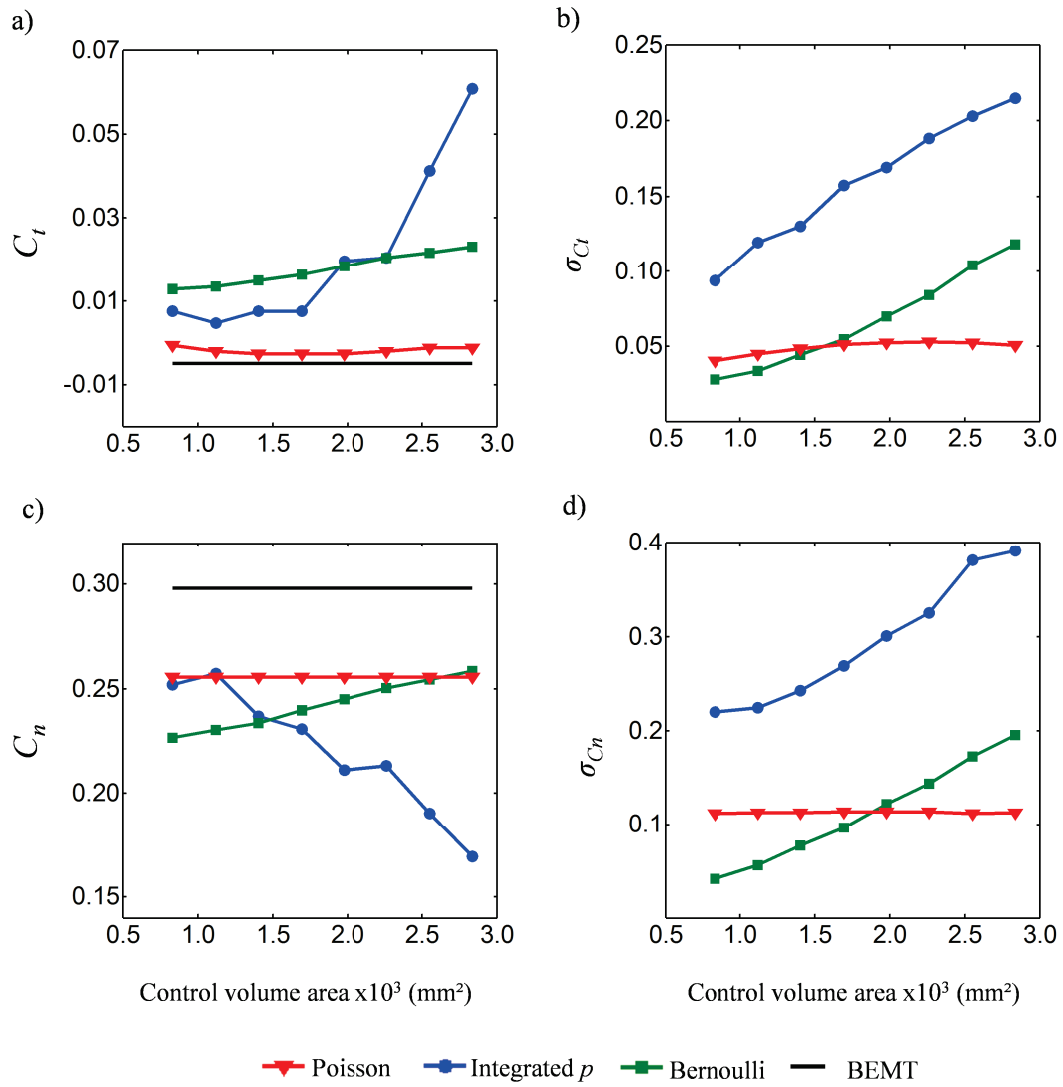 a)
0.07
0.05
0.03
0.01
-0.01
C_t
0.5 1.0 1.5 2.0 2.5 3.0
b)
0.25
0.20
0.15
0.10
0.05
σ_Ct
0.5 1.0 1.5 2.0 2.5 3.0
c)
0.30
0.25
0.20
0.15
C_n
0.5 1.0 1.5 2.0 2.5 3.0
Control volume area x10³ (mm²)
d)
0.4
0.3
0.2
0.1
σ_Cn
0.5 1.0 1.5 2.0 2.5 3.0
Control volume area x10³ (mm²)
Poisson Integrated p Bernoulli BEMT